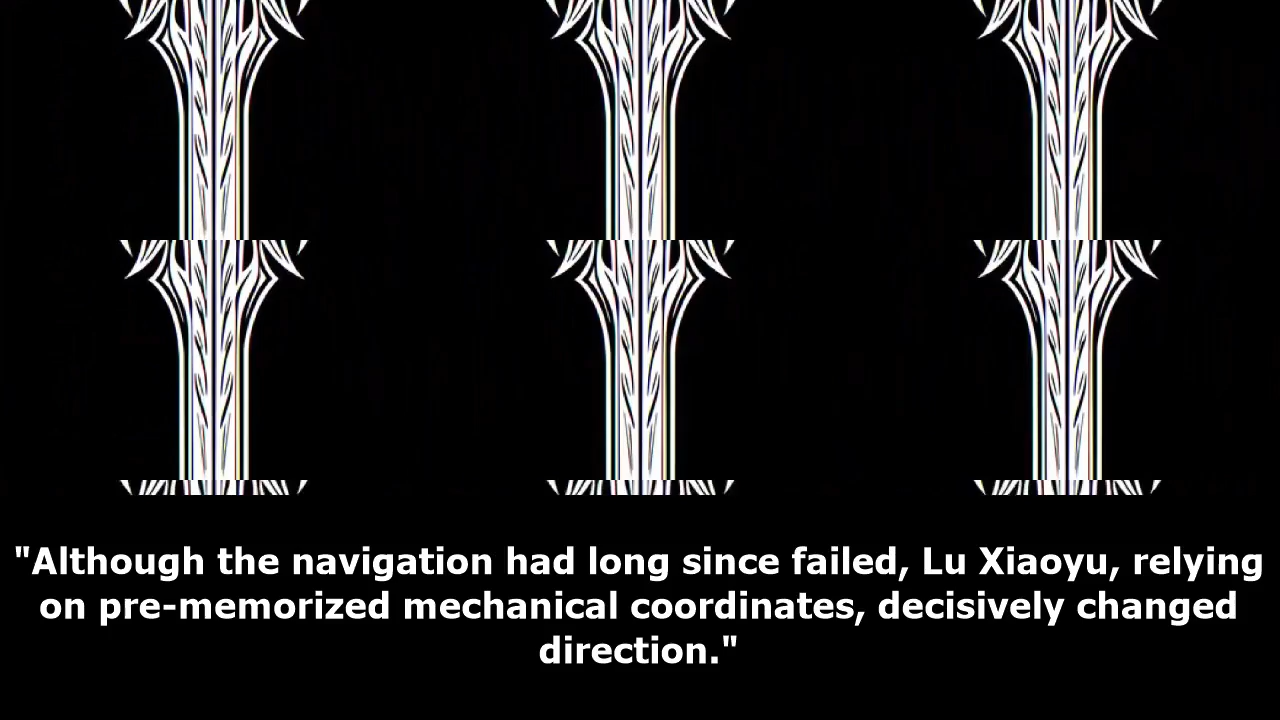 "Although the navigation had long since failed, Lu Xiaoyu, relying
on pre-memorized mechanical coordinates, decisively changed
direction."